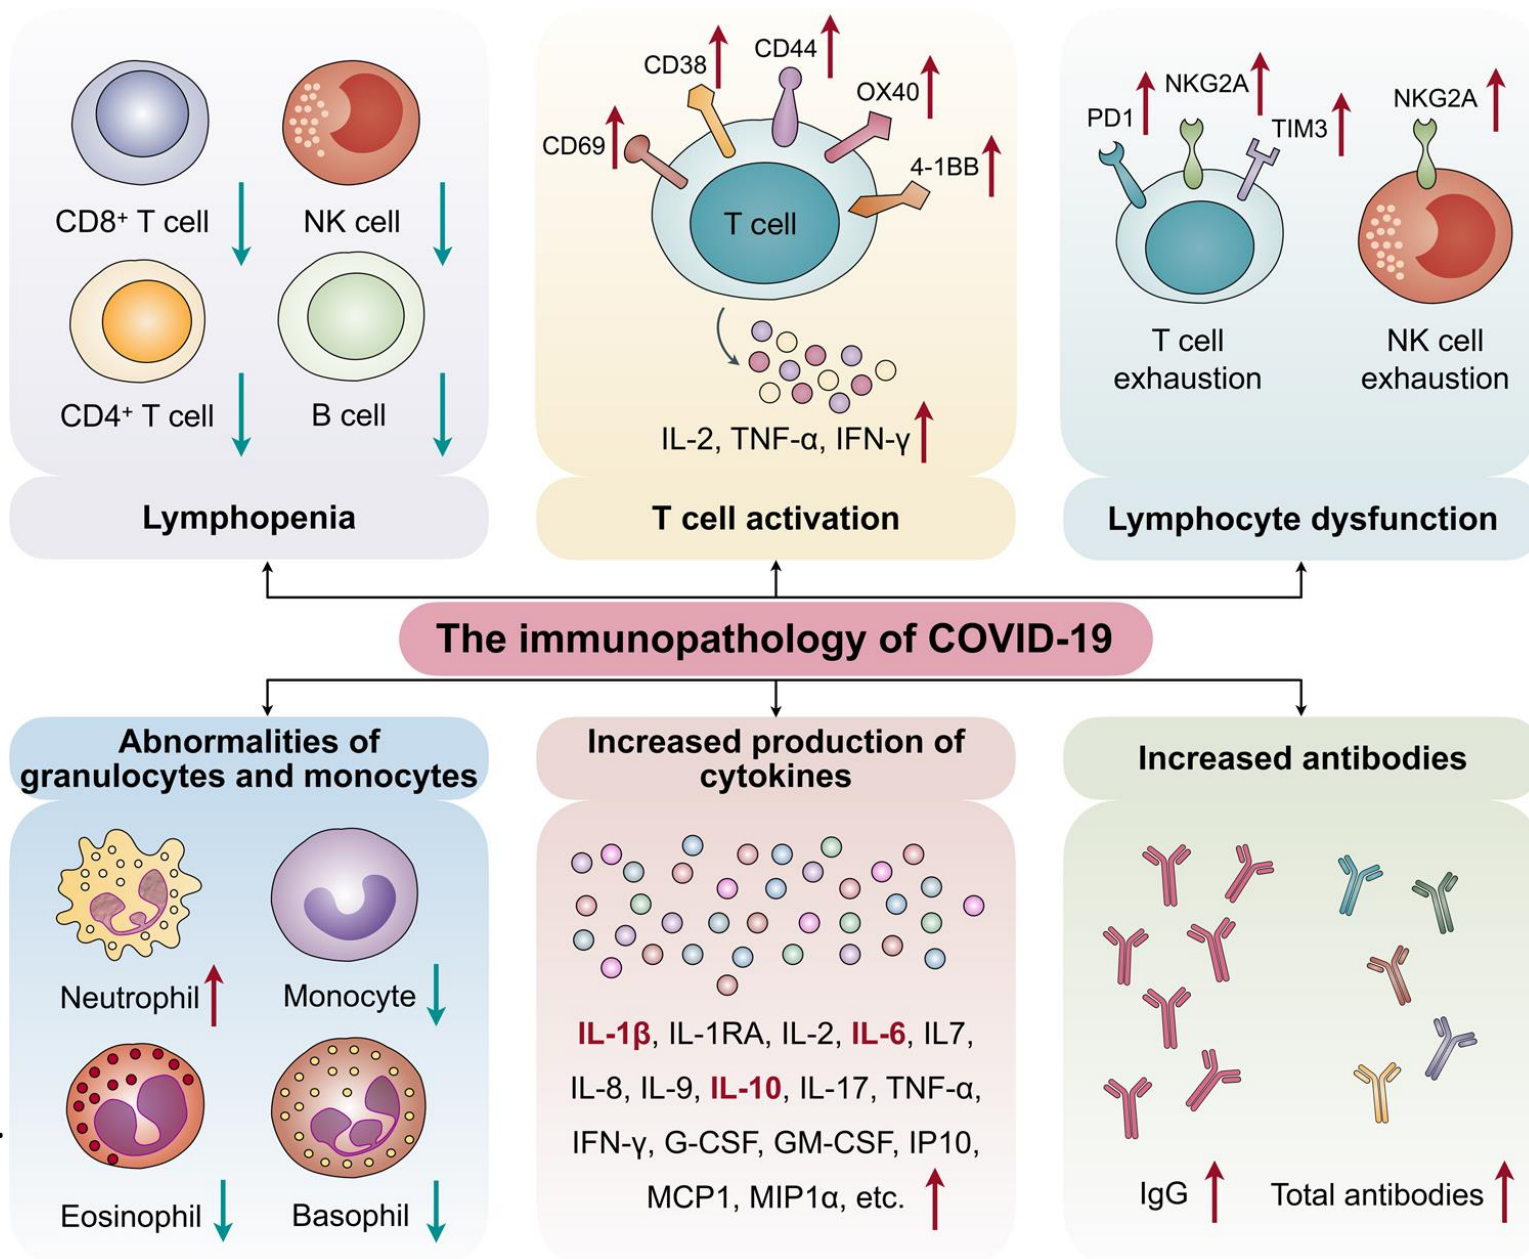 CD8⁺ T cell
NK cell
CD4⁺ T cell
B cell
Lymphopenia
CD69
CD38
CD44
OX40
4-1BB
T cell
IL-2, TNF-α, IFN-γ
T cell activation
PD1
NKG2A
TIM3
NKG2A
T cell
exhaustion
NK cell
exhaustion
Lymphocyte dysfunction
The immunopathology of COVID-19
Abnormalities of
granulocytes and monocytes
Neutrophil
Monocyte
Eosinophil
Basophil
Increased production of
cytokines
IL-1β, IL-1RA, IL-2, IL-6, IL7,
IL-8, IL-9, IL-10, IL-17, TNF-α,
IFN-γ, G-CSF, GM-CSF, IP10,
MCP1, MIP1α, etc.
Increased antibodies
IgG
Total antibodies